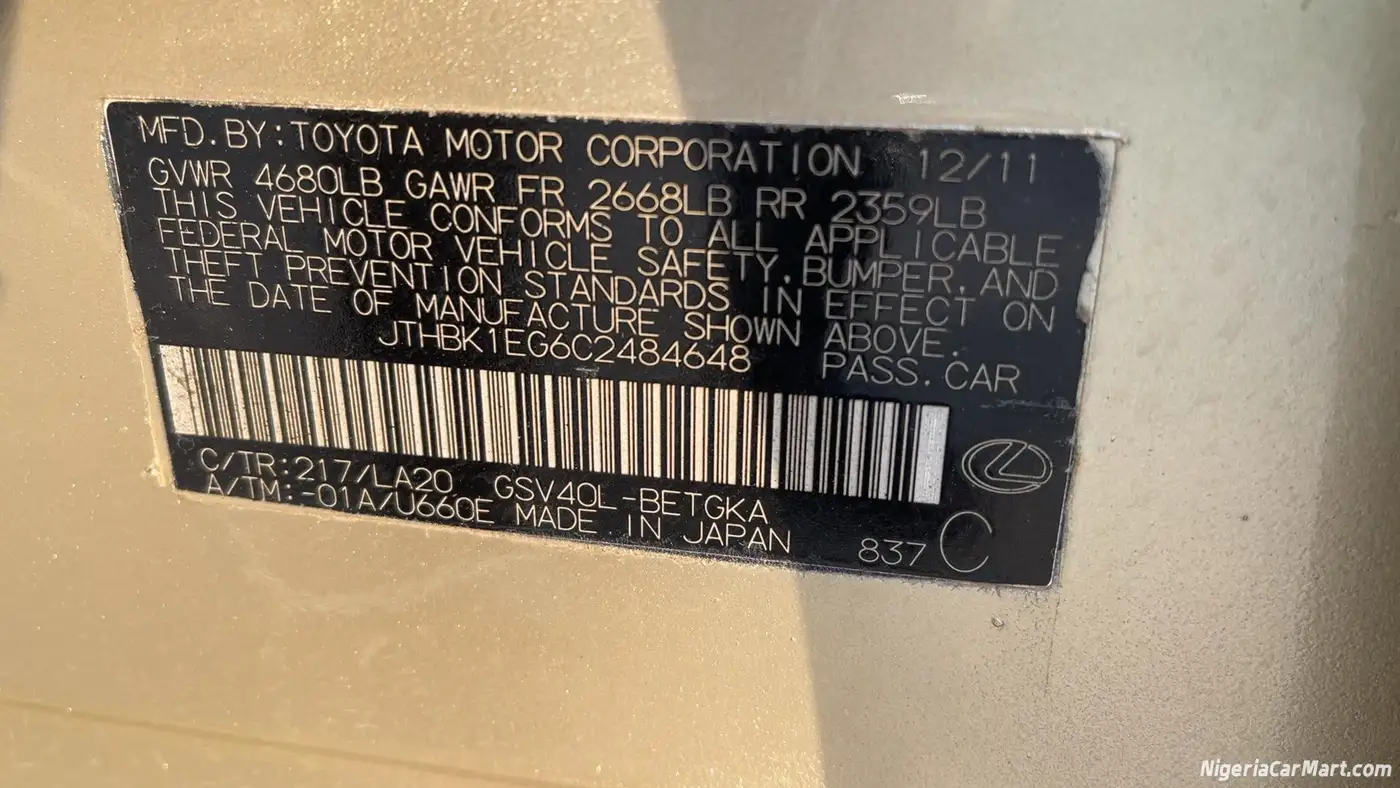 MFD. BY: TOYOTA MOTOR CORPORATION 12/11
GVWR 4680LB GAWR FR 2668LB RR 2359LB
THIS VEHICLE CONFORMS TO ALL APPLICABLE
FEDERAL MOTOR VEHICLE SAFETY, BUMPER, AND
THEFT PREVENTION STANDARDS IN EFFECT ON
THE DATE OF MANUFACTURE SHOWN ABOVE.
JTHBK1EG6C2484648 PASS. CAR
C/TR: 217/LA20 GSV40L-BETGKA
A/TM: -01A/U660E MADE IN JAPAN 837 C
NigeriaCarMart.com